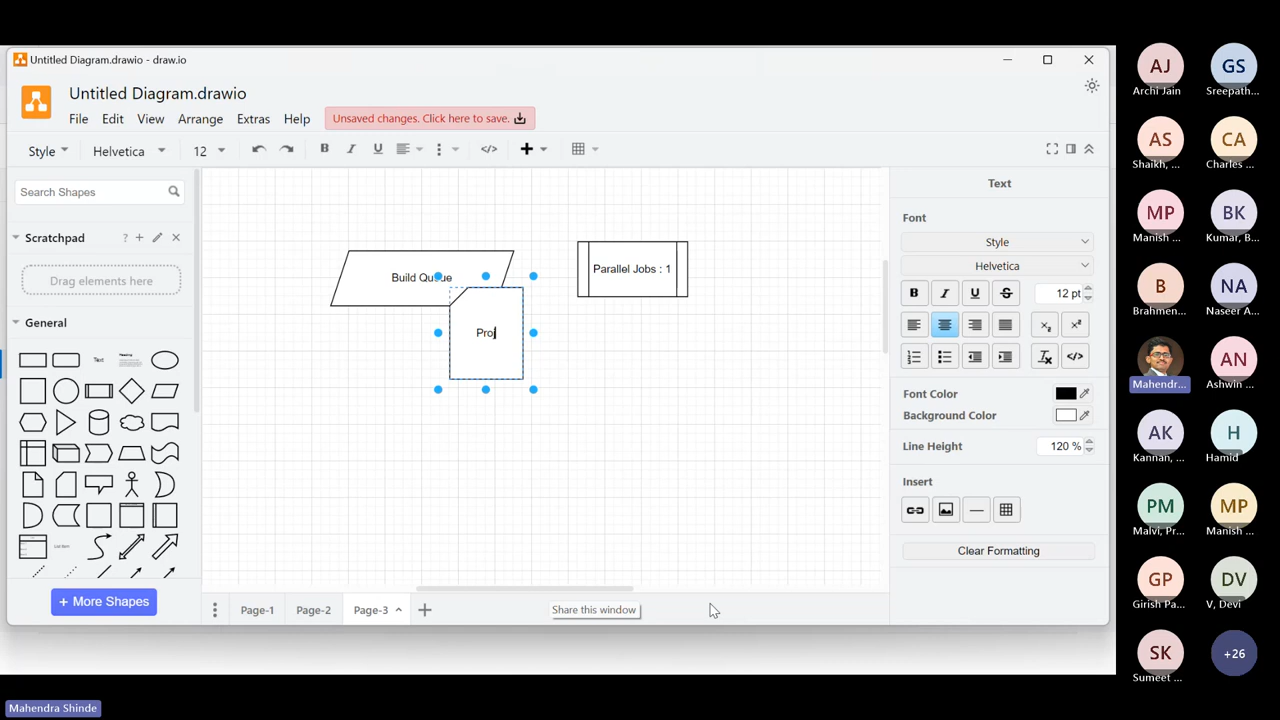 Untitled Diagram.drawio - draw.io
Untitled Diagram.drawio
File Edit View Arrange Extras Help
Unsaved changes. Click here to save.
Style Helvetica 12
Search Shapes
Scratchpad
Drag elements here
General
Text
Heading
List Item
+ More Shapes
Build Queue
Parallel Jobs : 1
Proj
Page-1 Page-2 Page-3
Share this window
Text
Font
Style
Helvetica
B I U S 12 pt
Font Color
Background Color
Line Height 120 %
Insert
Clear Formatting
AJ GS
Archi Jain Sreepath...
AS CA
Shaikh, ... Charles ...
MP BK
Manish ... Kumar, B...
B NA
Brahmen... Naseer A...
AN
Mahendr... Ashwin ...
AK H
Kannan, ... Hamid
PM MP
Malvi, Pr... Manish ...
GP DV
Girish Pa... V, Devi
SK +26
Sumeet ...
Mahendra Shinde